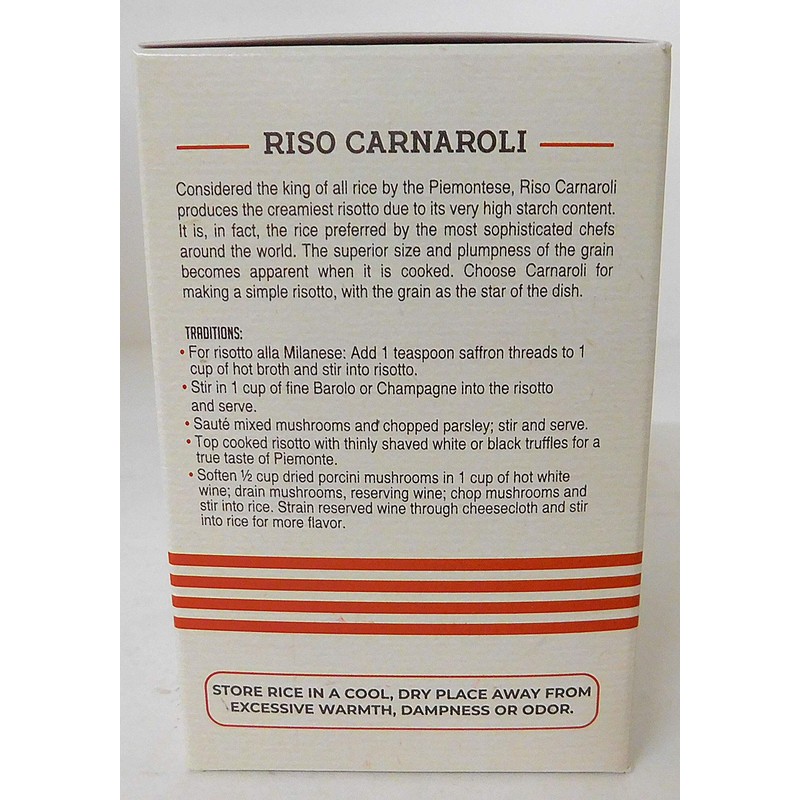 RISO CARNAROLI
Considered the king of all rice by the Piemontese, Riso Carnaroli
produces the creamiest risotto due to its very high starch content.
It is, in fact, the rice preferred by the most sophisticated chefs
around the world. The superior size and plumpness of the grain
becomes apparent when it is cooked. Choose Carnaroli for
making a simple risotto, with the grain as the star of the dish.
TRADITIONS:
• For risotto alla Milanese: Add 1 teaspoon saffron threads to 1
cup of hot broth and stir into risotto.
• Stir in 1 cup of fine Barolo or Champagne into the risotto
and serve.
• Sauté mixed mushrooms and chopped parsley; stir and serve.
• Top cooked risotto with thinly shaved white or black truffles for a
true taste of Piemonte.
• Soften ½ cup dried porcini mushrooms in 1 cup of hot white
wine; drain mushrooms, reserving wine; chop mushrooms and
stir into rice. Strain reserved wine through cheesecloth and stir
into rice for more flavor.
STORE RICE IN A COOL, DRY PLACE AWAY FROM
EXCESSIVE WARMTH, DAMPNESS OR ODOR.